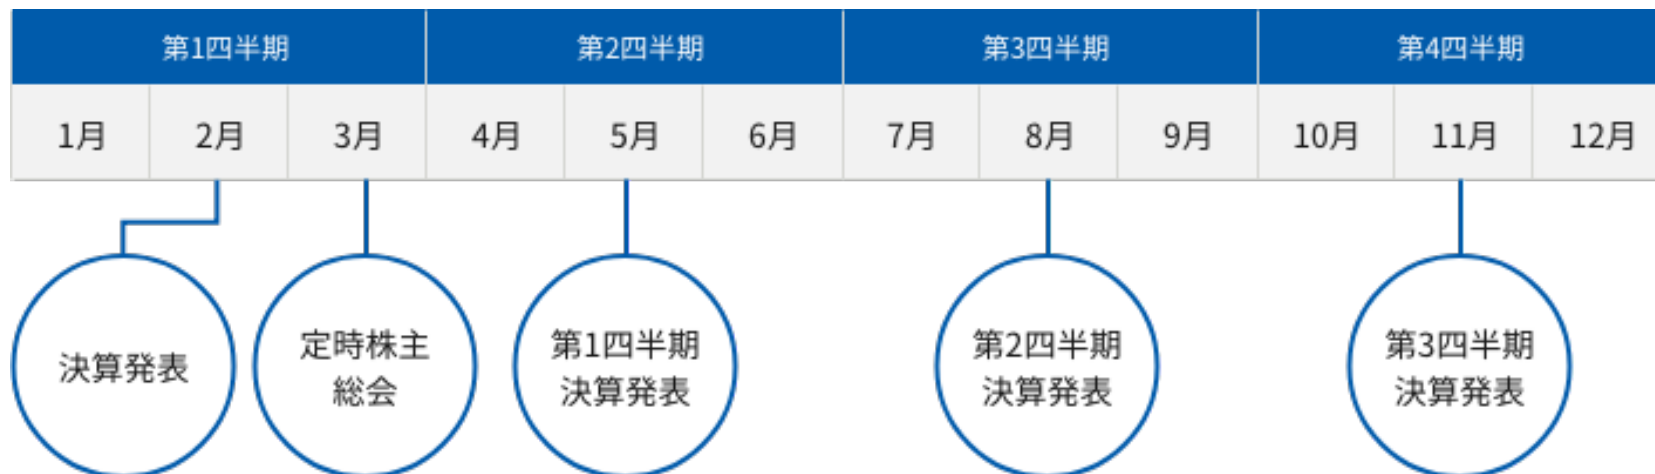 第1四半期 第2四半期 第3四半期 第4四半期
1月 2月 3月 4月 5月 6月 7月 8月 9月 10月 11月 12月
決算発表
定時株主
総会
第1四半期
決算発表
第2四半期
決算発表
第3四半期
決算発表